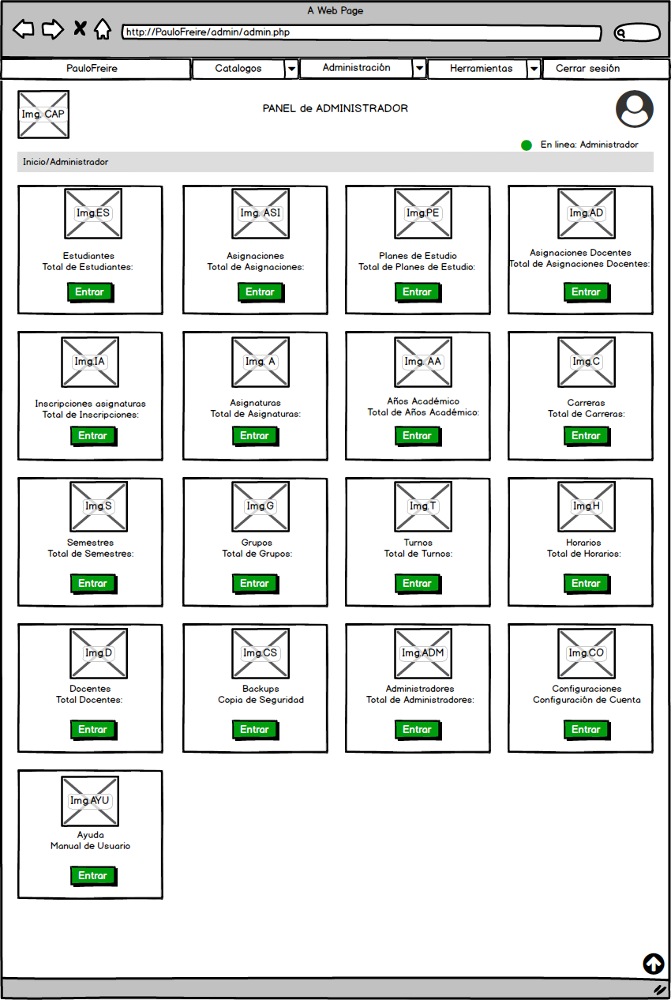 A Web Page
http://PauloFreire/admin/admin.php
PauloFreire Catalogos Administración Herramientas Cerrar sesión
Img. CAP
PANEL de ADMINISTRADOR
En linea: Administrador
Inicio/Administrador
Img.ES Img. ASI Img.PE Img.AD
Estudiantes Asignaciones Planes de Estudio Asignaciones Docentes
Total de Estudiantes: Total de Asignaciones: Total de Planes de Estudio: Total de Asignaciones Docentes:
Entrar Entrar Entrar Entrar
Img.IA Img. A Img. AA Img.C
Inscripciones asignaturas Asignaturas Años Académico Carreras
Total de Inscripciones: Total de Asignaturas: Total de Años Académico: Total de Carreras:
Entrar Entrar Entrar Entrar
Img.S Img.G Img.T Img.H
Semestres Grupos Turnos Horarios
Total de Semestres: Total de Grupos: Total de Turnos: Total de Horarios:
Entrar Entrar Entrar Entrar
Img.D Img.CS Img.ADM Img.CO
Docentes Backups Administradores Configuraciones
Total Docentes: Copia de Seguridad Total de Administradores: Configuración de Cuenta
Entrar Entrar Entrar Entrar
Img.AYU
Ayuda
Manual de Usuario
Entrar